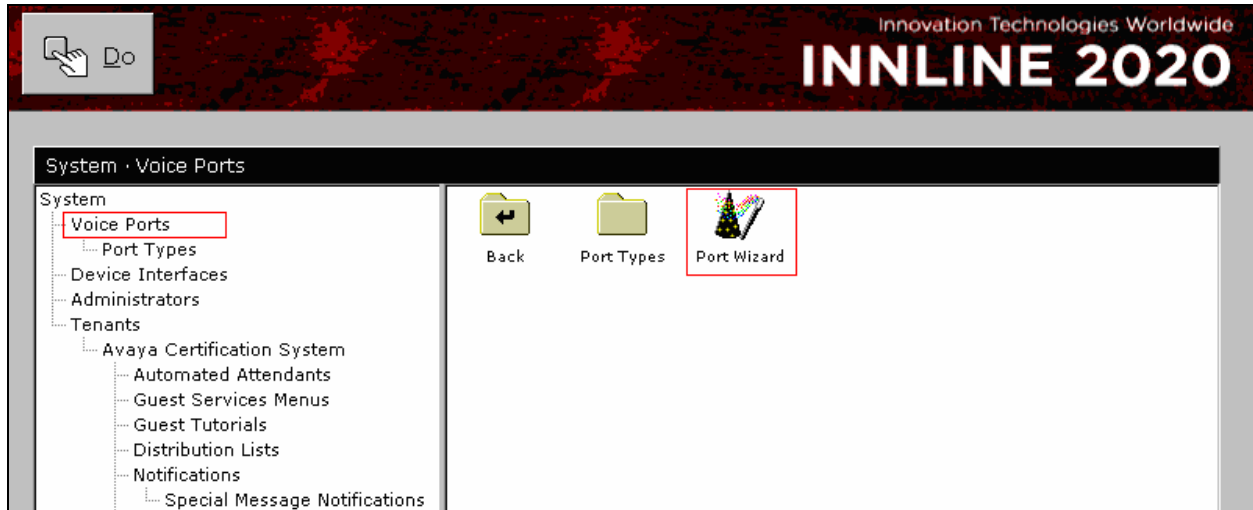 Do
Innovation Technologies Worldwide
INNLINE 2020
System · Voice Ports
System
Voice Ports
Port Types
Device Interfaces
Administrators
Tenants
Avaya Certification System
Automated Attendants
Guest Services Menus
Guest Tutorials
Distribution Lists
Notifications
Special Message Notifications
Back Port Types Port Wizard